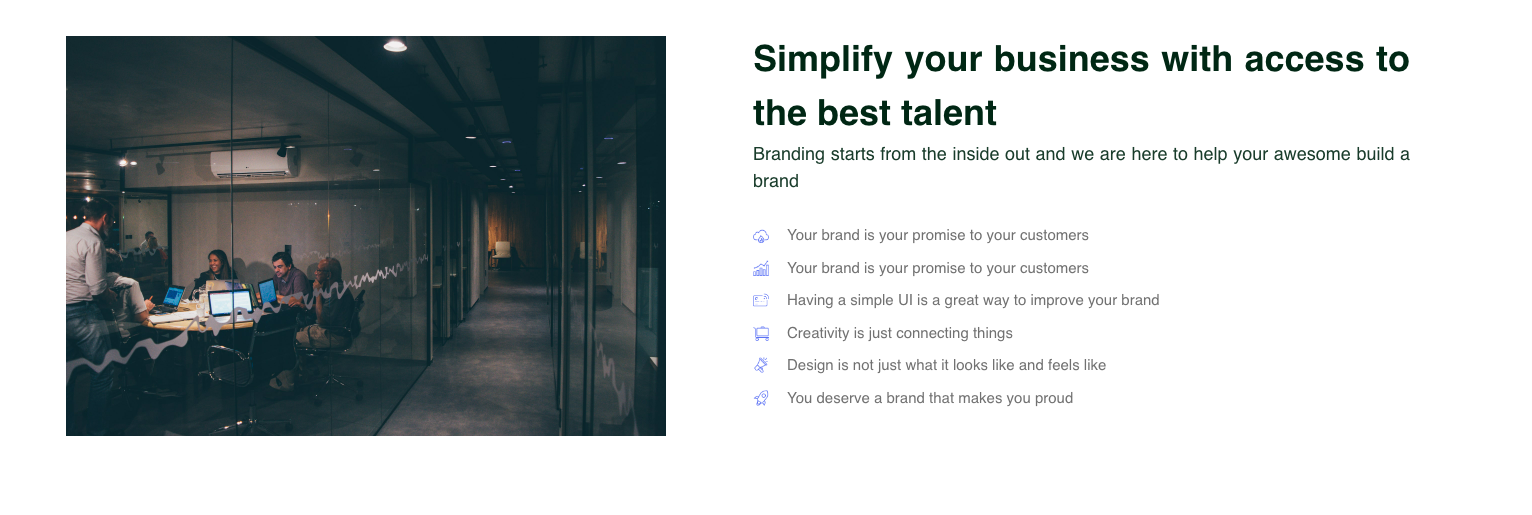 Simplify your business with access to
the best talent
Branding starts from the inside out and we are here to help your awesome build a
brand
Your brand is your promise to your customers
Your brand is your promise to your customers
Having a simple UI is a great way to improve your brand
Creativity is just connecting things
Design is not just what it looks like and feels like
You deserve a brand that makes you proud